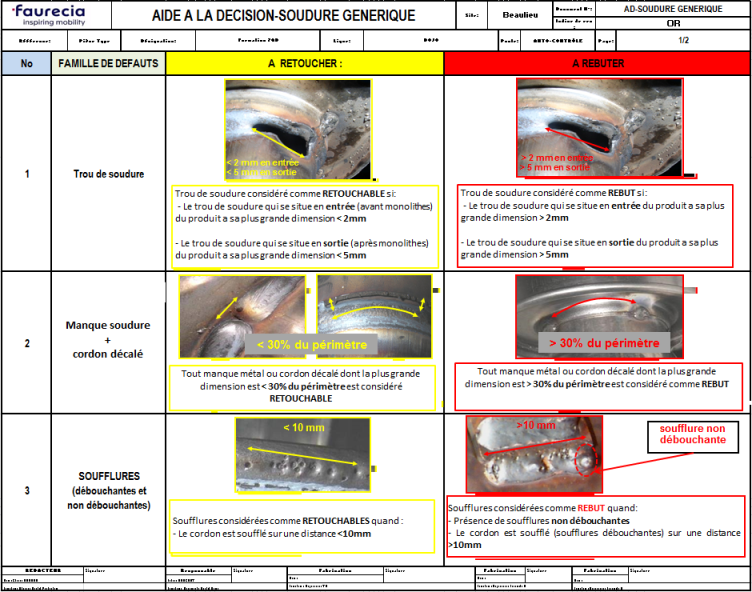 faurecia
inspiring mobility
AIDE A LA DECISION-SOUDURE GENERIQUE
Site:
Beaulieu
AD-SOUDURE GENERIQUE
OR
Référence:
Pièce Type
Désignation:
Ligne:
DOJO
Poste:
AUTO-CONTRÔLE
Page:
1/2
No
FAMILLE DE DEFAUTS
A RETOUCHER :
A REBUTER
1
Trou de soudure
< 2 mm en entrée
< 5 mm en sortie
Trou de soudure considéré comme RETOUCHABLE si:
- Le trou de soudure qui se situe en entrée (avant monolithes)
du produit a sa plus grande dimension < 2mm
- Le trou de soudure qui se situe en sortie (après monolithes)
du produit a sa plus grande dimension < 5mm
> 2 mm en entrée
> 5 mm en sortie
Trou de soudure considéré comme REBUT si :
- Le trou de soudure qui se situe en entrée du produit a sa plus
grande dimension > 2mm
- Le trou de soudure qui se situe en sortie du produit a sa plus
grande dimension > 5mm
2
Manque soudure
+
cordon décalé
< 30% du périmètre
Tout manque métal ou cordon décalé dont la plus grande
dimension est < 30% du périmètre est considéré
RETOUCHABLE
> 30% du périmètre
Tout manque métal ou cordon décalé dont la plus grande
dimension est > 30% du périmètre est considéré comme REBUT
3
SOUFFLURES
(débouchantes et
non débouchantes)
< 10 mm
Soufflures considérées comme RETOUCHABLES quand :
- Le cordon est soufflé sur une distance <10mm
>10 mm
soufflure non
débouchante
Soufflures considérées comme REBUT quand:
- Présence de soufflures non débouchantes
- Le cordon est soufflé (soufflures débouchantes) sur une distance
>10mm
REDACTEUR
Signature
Responsable
Signature
Fabrication
Signature
Fabrication
Signature
Fabrication
Signature